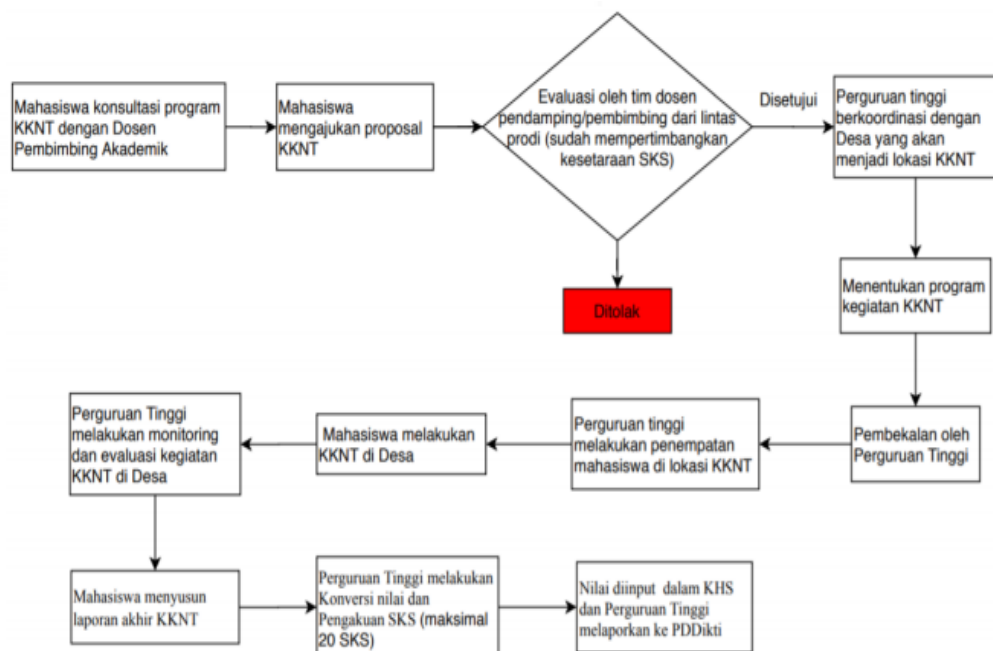 Mahasiswa konsultasi program
KKNT dengan Dosen
Pembimbing Akademik
Mahasiswa
mengajukan proposal
KKNT
Evaluasi oleh tim dosen
pendamping/pembimbing dari lintas
prodi (sudah mempertimbangkan
kesetaraan SKS)
Disetujui
Perguruan tinggi
berkoordinasi dengan
Desa yang akan
menjadi lokasi KKNT
Ditolak
Menentukan program
kegiatan KKNT
Pembekalan oleh
Perguruan Tinggi
Perguruan tinggi
melakukan penempatan
mahasiswa di lokasi KKNT
Mahasiswa melakukan
KKNT di Desa
Perguruan Tinggi
melakukan monitoring
dan evaluasi kegiatan
KKNT di Desa
Mahasiswa menyusun
laporan akhir KKNT
Perguruan Tinggi melakukan
Konversi nilai dan
Pengakuan SKS (maksimal
20 SKS)
Nilai diinput dalam KHS
dan Perguruan Tinggi
melaporkan ke PDDikti